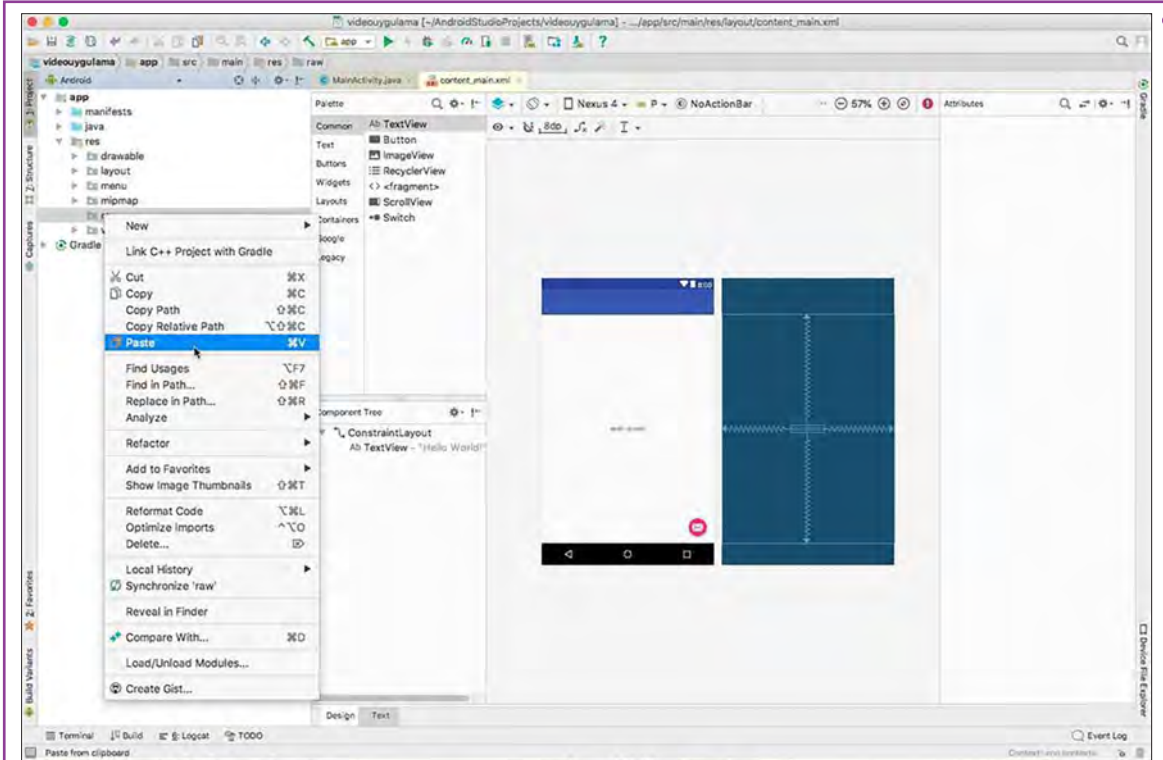 videouygulama [~/AndroidStudioProjects/videouygulama] - .../app/src/main/res/layout/content_main.xml
app
videouygulama app src main res raw
Android
MainActivity.java
content_main.xml
1: Project
Z: Structure
Captures
2: Favorites
Build Variants
app
manifests
java
res
drawable
layout
menu
mipmap
Gradle
New
Link C++ Project with Gradle
Cut ⌘X
Copy ⌘C
Copy Path ⇧⌘C
Copy Relative Path ⌥⇧⌘C
Paste ⌘V
Find Usages ⌥F7
Find in Path... ⇧⌘F
Replace in Path... ⇧⌘R
Analyze
Refactor
Add to Favorites
Show Image Thumbnails ⇧⌘T
Reformat Code ⌥⌘L
Optimize Imports ^⌥O
Delete... ⌦
Local History
Synchronize 'raw'
Reveal in Finder
Compare With... ⌘D
Load/Unload Modules...
Create Gist...
Palette
Common
Text
Buttons
Widgets
Layouts
Containers
Google
Legacy
Ab TextView
Button
ImageView
RecyclerView
<> <fragment>
ScrollView
Switch
Component Tree
ConstraintLayout
Ab TextView - "Hello World!"
Nexus 4 P NoActionBar 57%
8dp
Attributes
8:00
Gradle
Device File Explorer
Design Text
Terminal Build 6: Logcat TODO
Event Log
Paste from clipboard